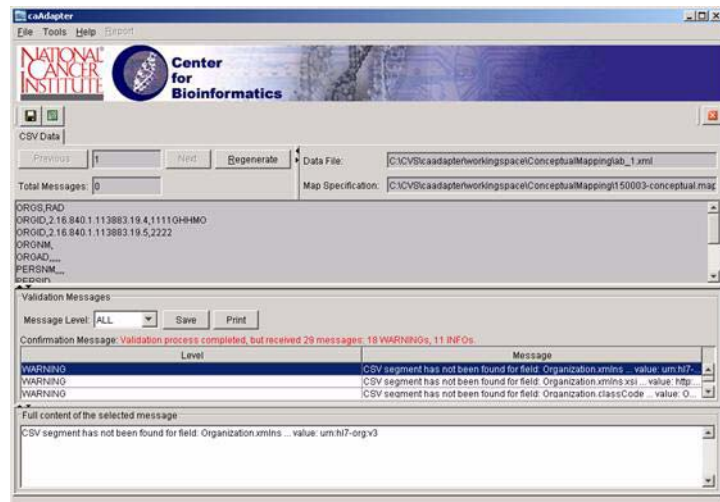 caAdapter
File Tools Help Export
NATIONAL
CANCER
INSTITUTE
Center
for
Bioinformatics
CSV Data
Previous 1 Next Regenerate Data File: C:\CVS\caadapter\workingspace\ConceptualMapping\lab_1.xml
Total Messages: 0 Map Specification: C:\CVS\caadapter\workingspace\ConceptualMapping\150003-conceptual.map
ORGS,RAD
ORGID,2.16.840.1.113883.19.4,1111GHHMO
ORGID,2.16.840.1.113883.19.5,2222
ORGNM,
ORGAD,,,,
PERSNM,,,
PERSID
Validation Messages
Message Level: ALL Save Print
Confirmation Message: Validation process completed, but received 29 messages: 18 WARNINGs, 11 INFOs.
Level Message
WARNING CSV segment has not been found for field: Organization.xmlns ... value: urn:hl7-...
WARNING CSV segment has not been found for field: Organization.xmlns:xsi ... value: http:...
WARNING CSV segment has not been found for field: Organization.classCode ... value: O...
Full content of the selected message
CSV segment has not been found for field: Organization.xmlns ... value: urn:hl7-org:v3